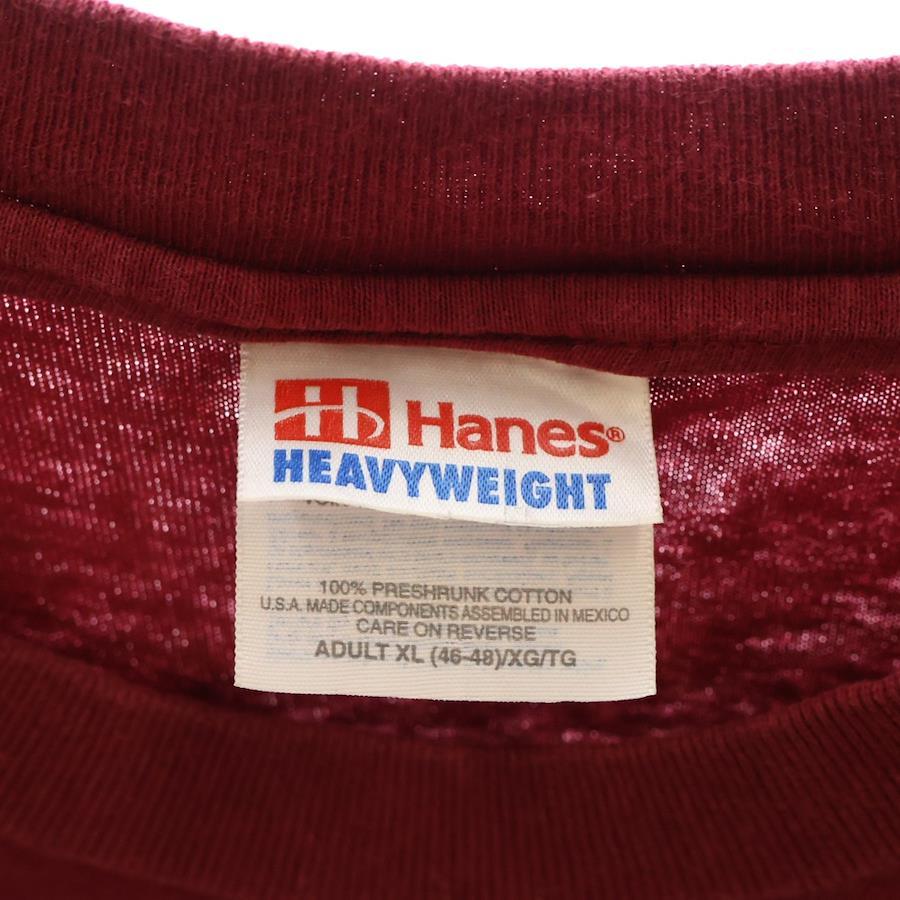 H Hanes®
HEAVYWEIGHT
100% PRESHRUNK COTTON
U.S.A. MADE COMPONENTS ASSEMBLED IN MEXICO
CARE ON REVERSE
ADULT XL (46-48)/XG/TG